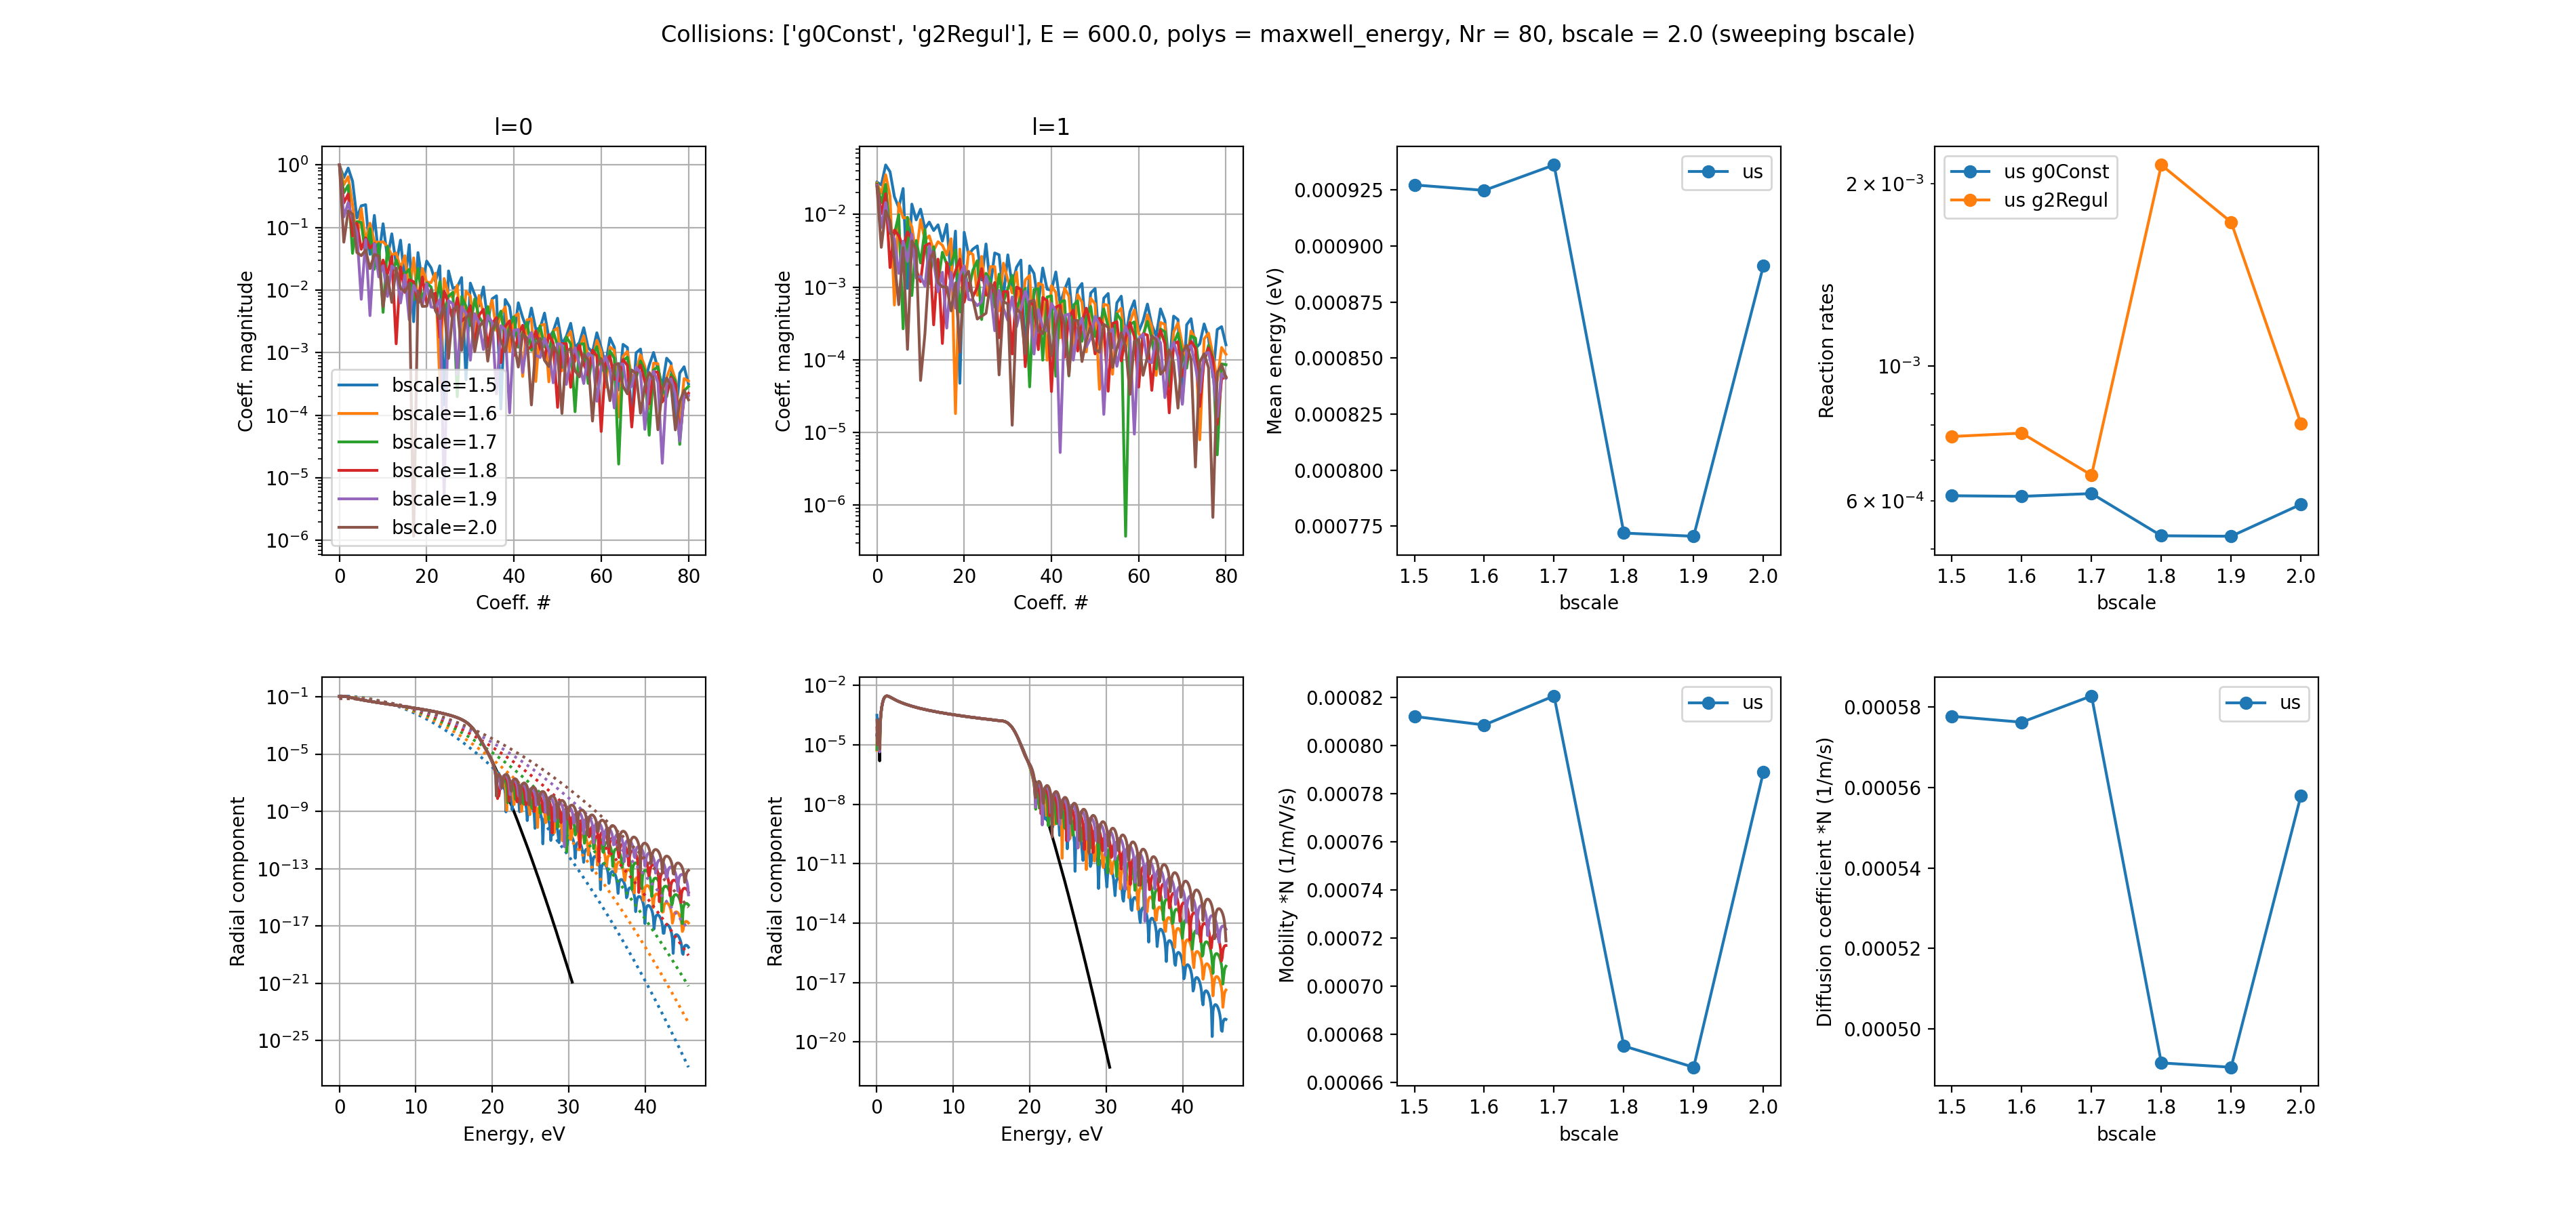 Collisions: ['g0Const', 'g2Regul'], E = 600.0, polys = maxwell_energy, Nr = 80, bscale = 2.0 (sweeping bscale)
l=0
Coeff. magnitude
10⁰
10⁻¹
10⁻²
10⁻³
10⁻⁴
10⁻⁵
10⁻⁶
bscale=1.5
bscale=1.6
bscale=1.7
bscale=1.8
bscale=1.9
bscale=2.0
0 20 40 60 80
Coeff. #
l=1
Coeff. magnitude
10⁻²
10⁻³
10⁻⁴
10⁻⁵
10⁻⁶
0 20 40 60 80
Coeff. #
Mean energy (eV)
0.000925
0.000900
0.000875
0.000850
0.000825
0.000800
0.000775
us
1.5 1.6 1.7 1.8 1.9 2.0
bscale
Reaction rates
2 × 10⁻³
10⁻³
6 × 10⁻⁴
us g0Const
us g2Regul
1.5 1.6 1.7 1.8 1.9 2.0
bscale
Radial component
10⁻¹
10⁻⁵
10⁻⁹
10⁻¹³
10⁻¹⁷
10⁻²¹
10⁻²⁵
0 10 20 30 40
Energy, eV
Radial component
10⁻²
10⁻⁵
10⁻⁸
10⁻¹¹
10⁻¹⁴
10⁻¹⁷
10⁻²⁰
0 10 20 30 40
Energy, eV
Mobility *N (1/m/V/s)
0.00082
0.00080
0.00078
0.00076
0.00074
0.00072
0.00070
0.00068
0.00066
us
1.5 1.6 1.7 1.8 1.9 2.0
bscale
Diffusion coefficient *N (1/m/s)
0.00058
0.00056
0.00054
0.00052
0.00050
us
1.5 1.6 1.7 1.8 1.9 2.0
bscale